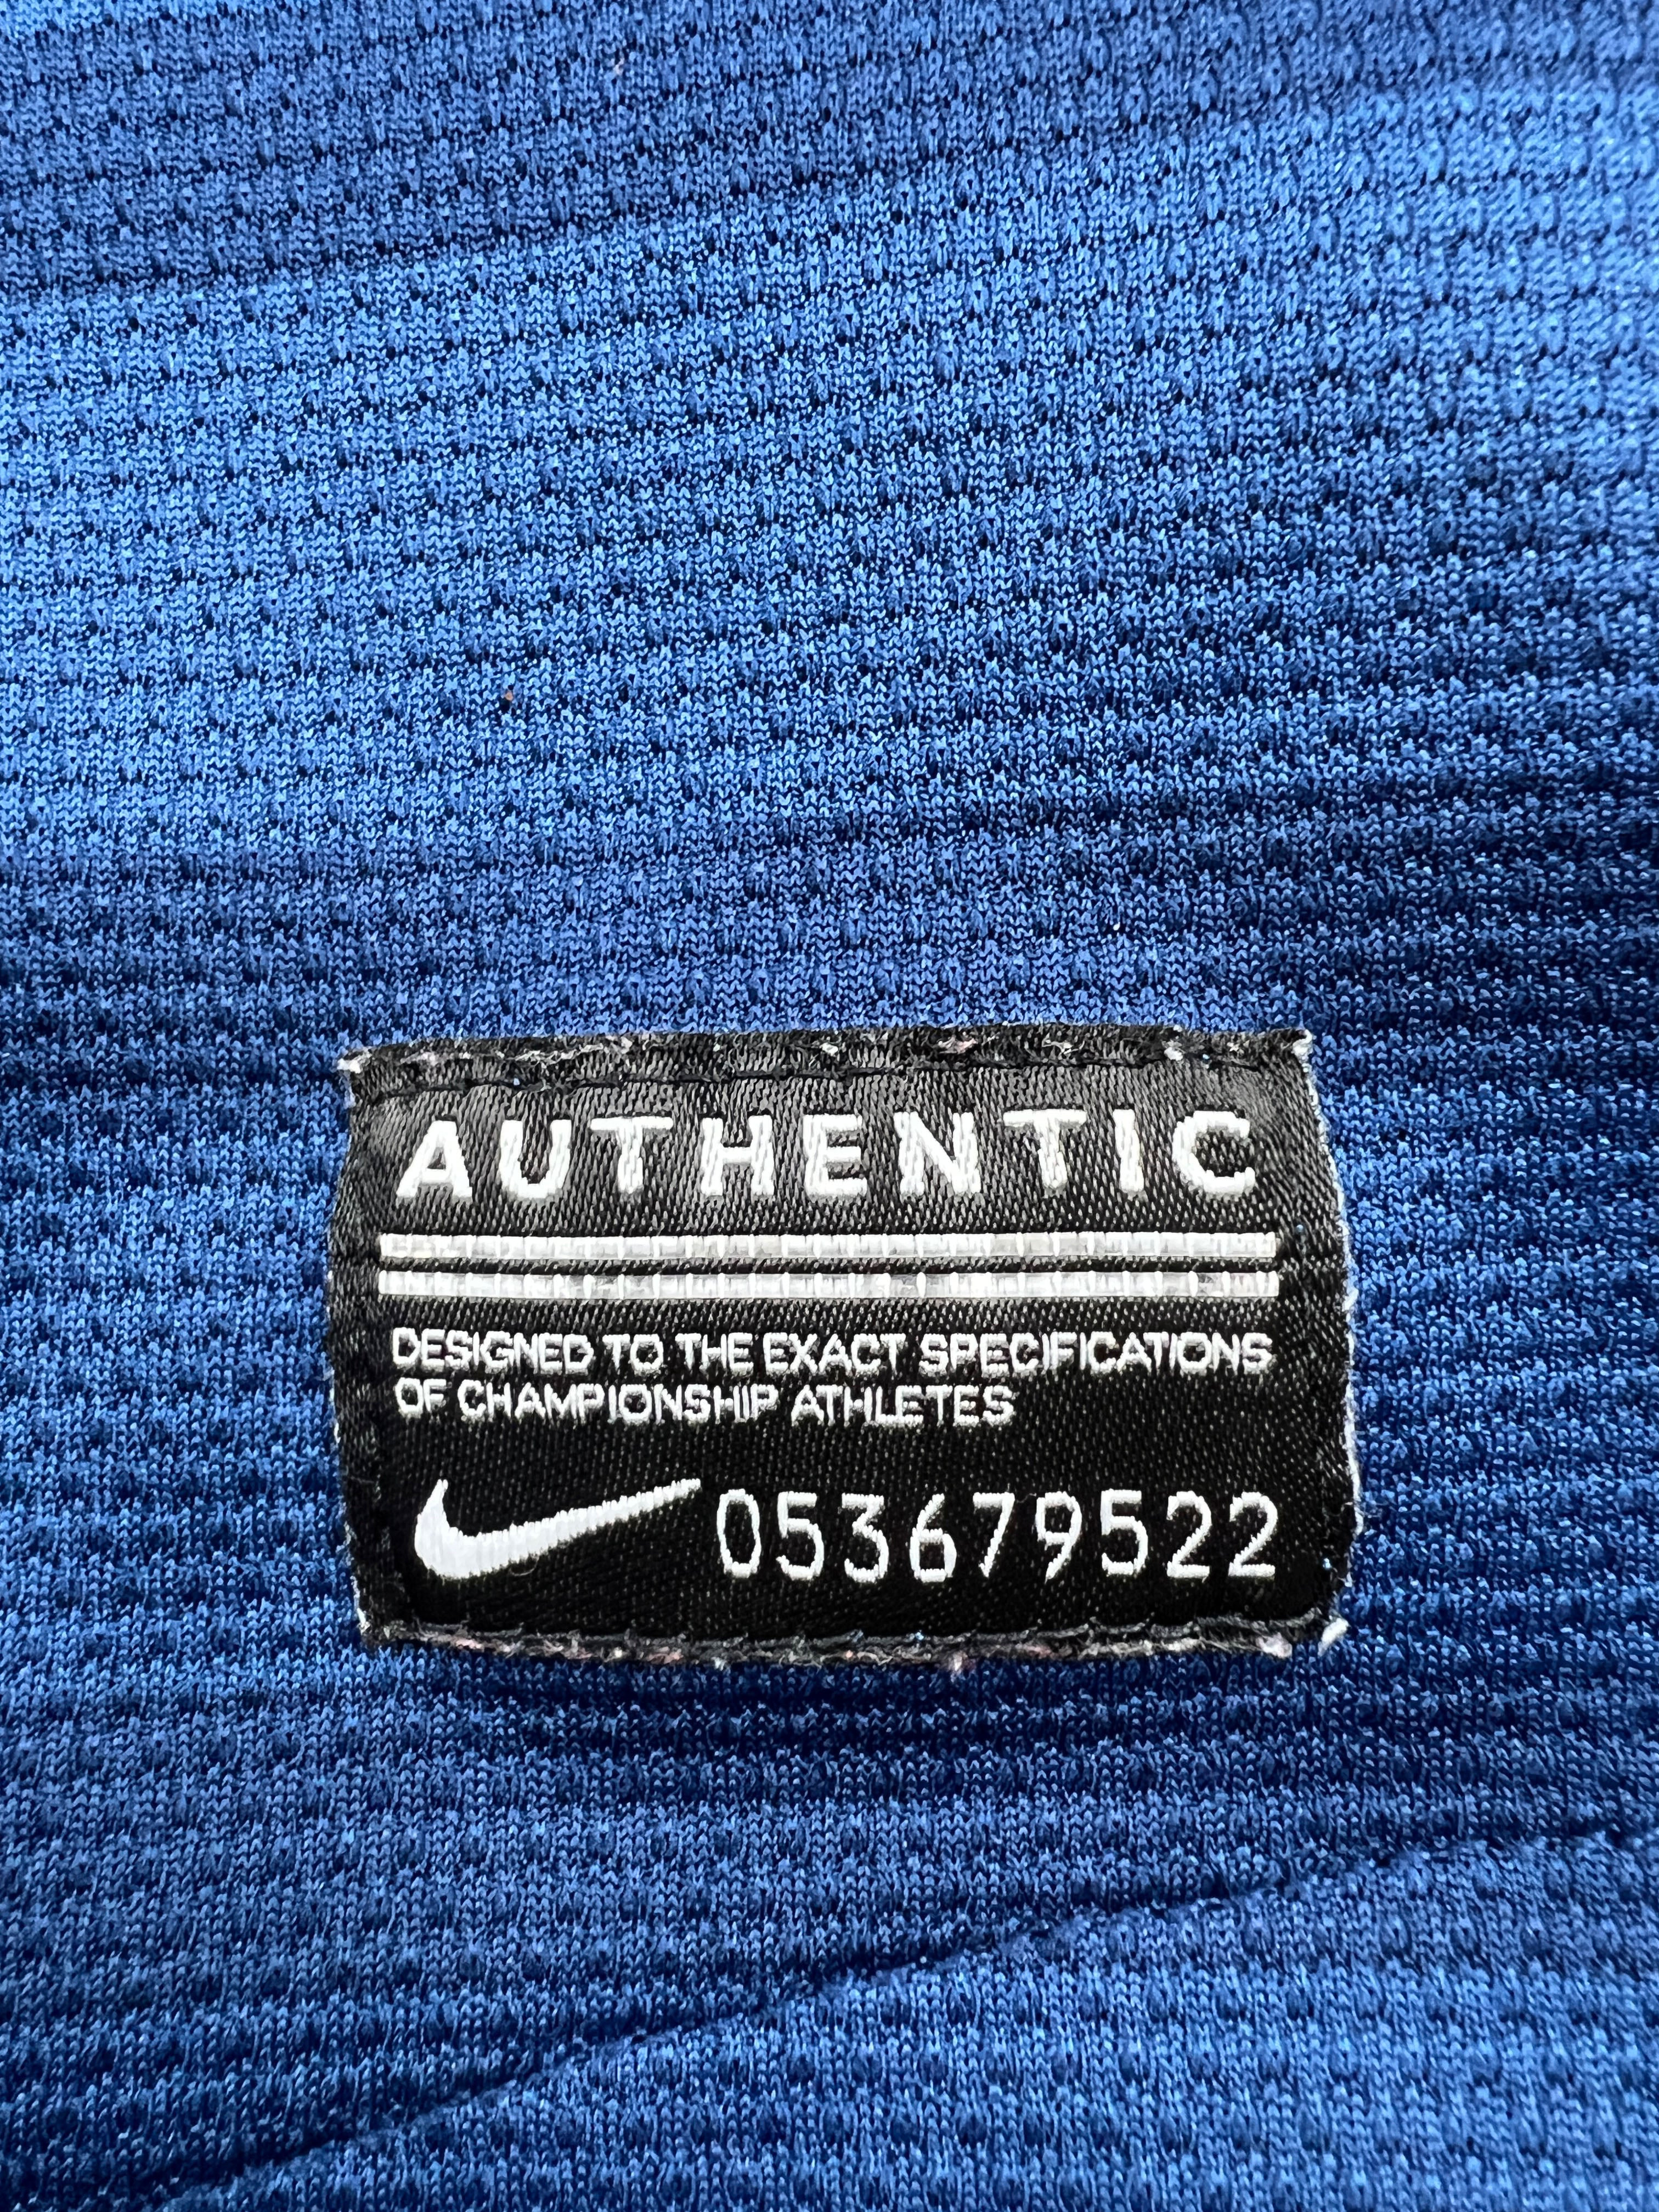 AUTHENTIC
DESIGNED TO THE EXACT SPECIFICATIONS
OF CHAMPIONSHIP ATHLETES
053679522